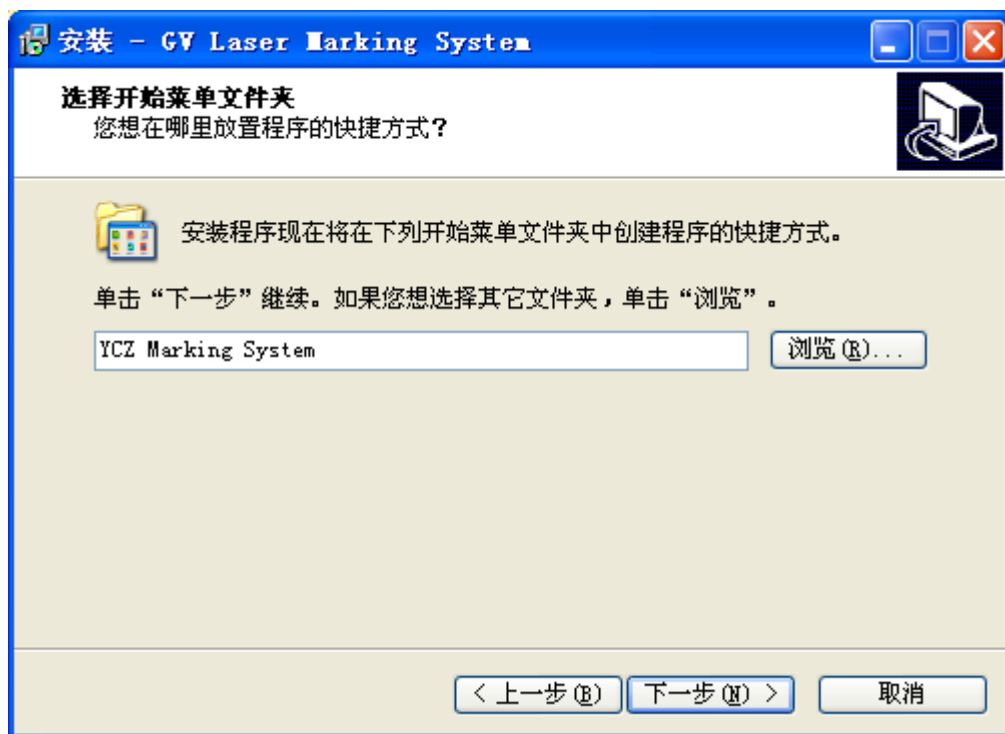 安装 - GV Laser Marking System
选择开始菜单文件夹
您想在哪里放置程序的快捷方式?
安装程序现在将在下列开始菜单文件夹中创建程序的快捷方式。
单击“下一步”继续。如果您想选择其它文件夹，单击“浏览”。
YCZ Marking System
浏览(R)...
< 上一步(B)
下一步(N) >
取消